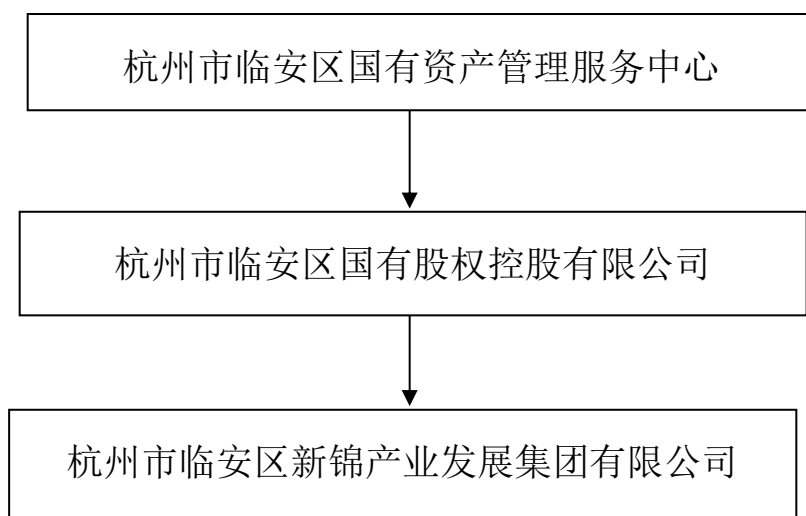 杭州市临安区国有资产管理服务中心
杭州市临安区国有股权控股有限公司
杭州市临安区新锦产业发展集团有限公司